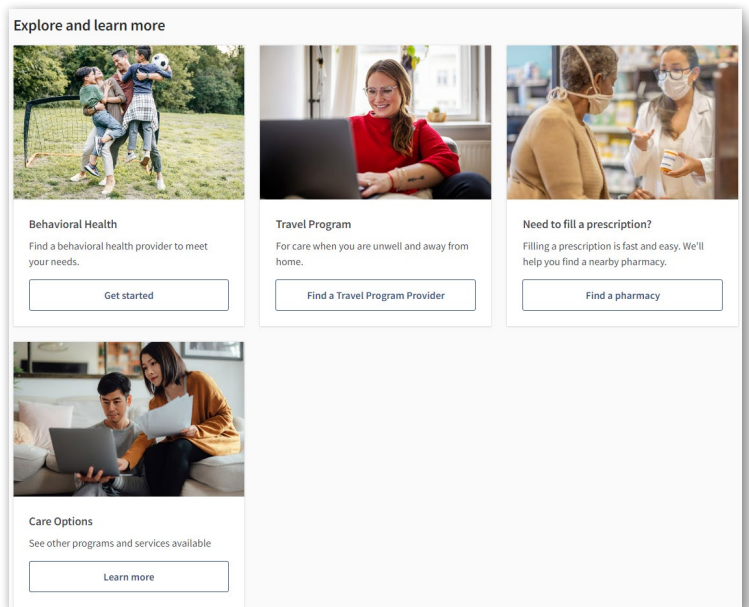 Explore and learn more
Behavioral Health
Find a behavioral health provider to meet
your needs.
Get started
Travel Program
For care when you are unwell and away from
home.
Find a Travel Program Provider
Need to fill a prescription?
Filling a prescription is fast and easy. We'll
help you find a nearby pharmacy.
Find a pharmacy
Care Options
See other programs and services available
Learn more